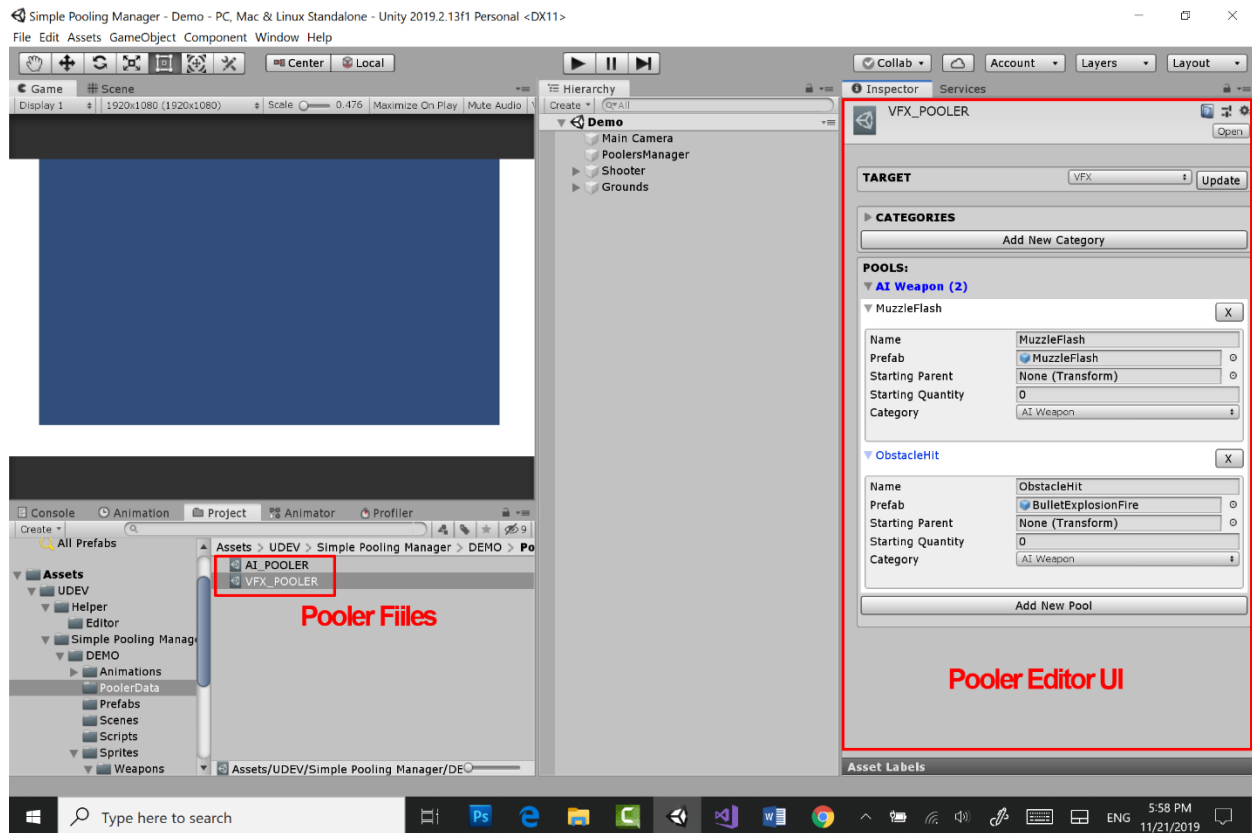 Simple Pooling Manager - Demo - PC, Mac & Linux Standalone - Unity 2019.2.13f1 Personal <DX11>
File Edit Assets GameObject Component Window Help
Center Local
Collab Account Layers Layout
Game Scene
Display 1 1920x1080 (1920x1080) Scale 0.476 Maximize On Play Mute Audio
Hierarchy
Create All
Demo
Main Camera
PoolersManager
Shooter
Grounds
Inspector Services
VFX_POOLER
Open
TARGET VFX Update
CATEGORIES
Add New Category
POOLS:
AI Weapon (2)
MuzzleFlash X
Name MuzzleFlash
Prefab MuzzleFlash
Starting Parent None (Transform)
Starting Quantity 0
Category AI Weapon
ObstacleHit X
Name ObstacleHit
Prefab BulletExplosionFire
Starting Parent None (Transform)
Starting Quantity 0
Category AI Weapon
Add New Pool
Pooler Editor UI
Asset Labels
Console Animation Project Animator Profiler
Create 9
All Prefabs
Assets
UDEV
Helper
Editor
Simple Pooling Manag
DEMO
Animations
PoolerData
Prefabs
Scenes
Scripts
Sprites
Weapons
Assets > UDEV > Simple Pooling Manager > DEMO > Po
AI_POOLER
VFX_POOLER
Pooler Fiiles
Assets/UDEV/Simple Pooling Manager/DE
Type here to search
Ps
ENG
5:58 PM
11/21/2019